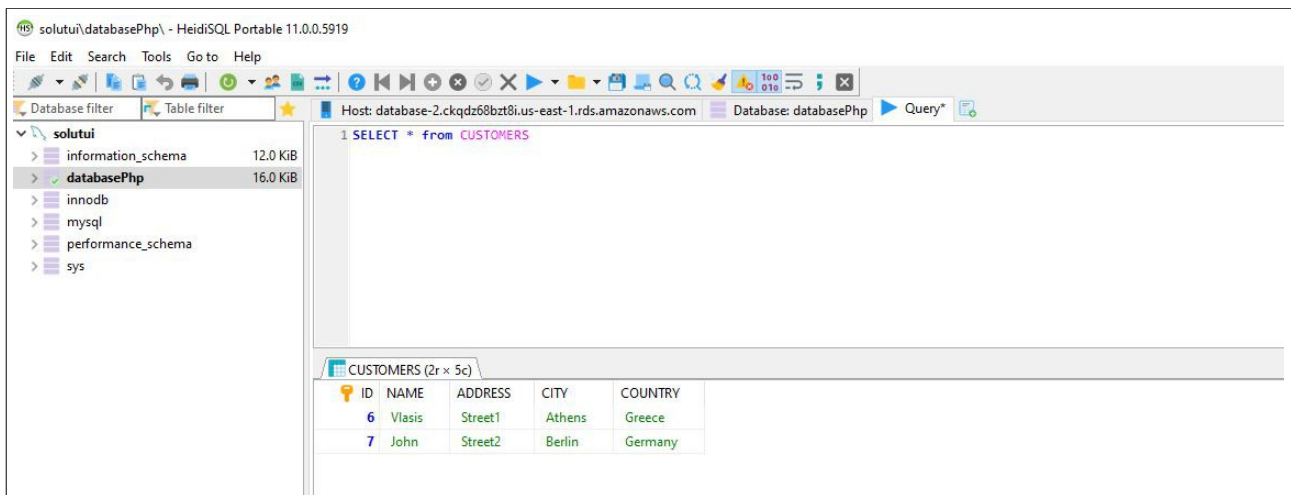 solutui\databasePhp\ - HeidiSQL Portable 11.0.0.5919
File Edit Search Tools Go to Help
Database filter Table filter
Host: database-2.ckqdz68bzt8i.us-east-1.rds.amazonaws.com Database: databasePhp Query*
solutui
information_schema 12.0 KiB
databasePhp 16.0 KiB
innodb
mysql
performance_schema
sys
1 SELECT * from CUSTOMERS
CUSTOMERS (2r × 5c)
ID NAME ADDRESS CITY COUNTRY
6 Vlasis Street1 Athens Greece
7 John Street2 Berlin Germany